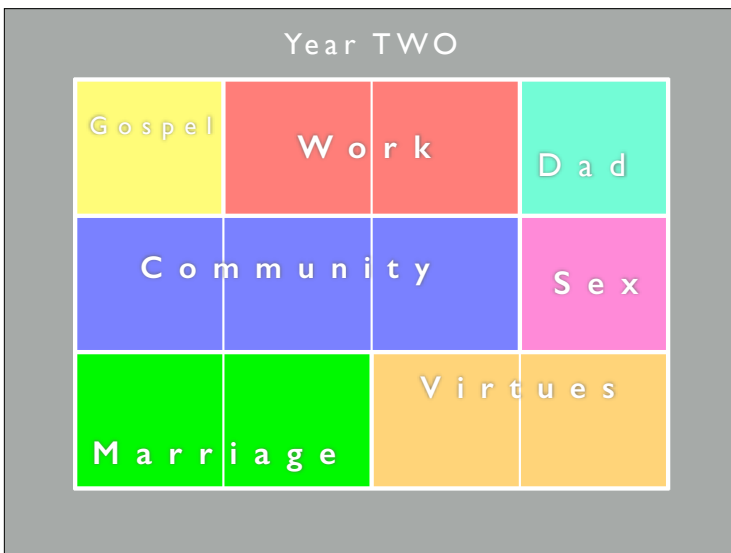 Year TWO
Gospel
Work
Dad
Community
Sex
Virtues
Marriage